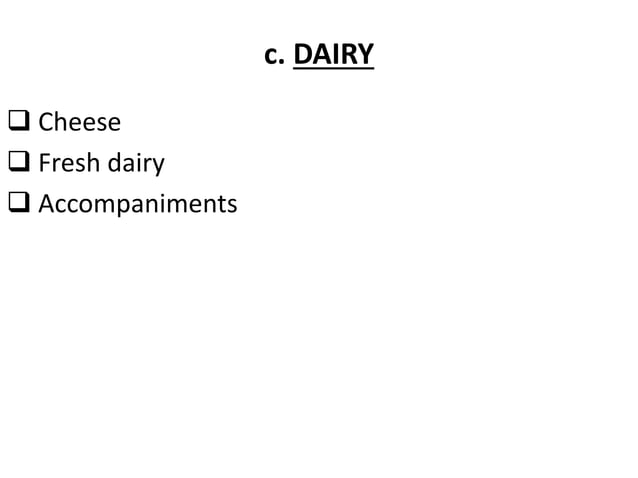 c. DAIRY
❑ Cheese
❑ Fresh dairy
❑ Accompaniments